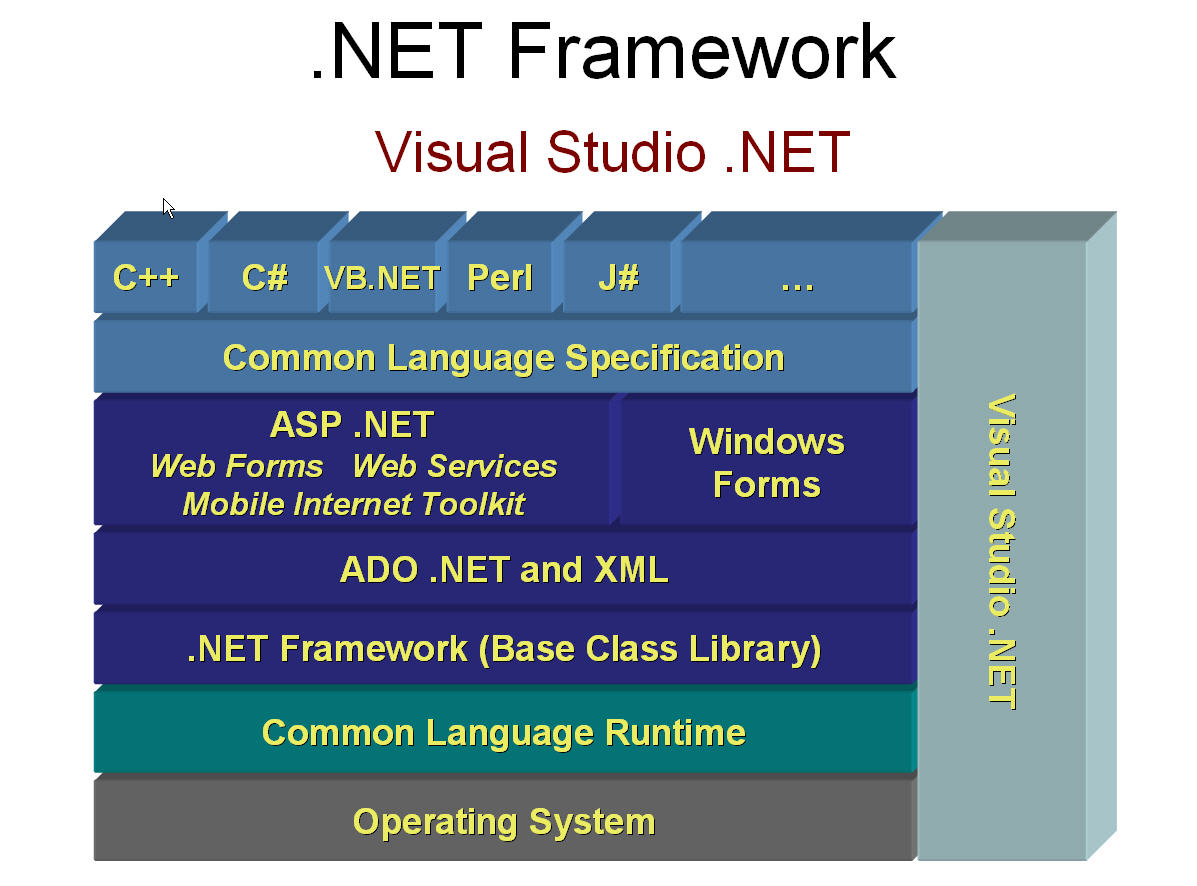 .NET Framework
Visual Studio .NET
C++ C# VB.NET Perl J# ...
Common Language Specification
ASP .NET
Web Forms Web Services
Mobile Internet Toolkit
Windows
Forms
ADO .NET and XML
.NET Framework (Base Class Library)
Common Language Runtime
Operating System
Visual Studio .NET